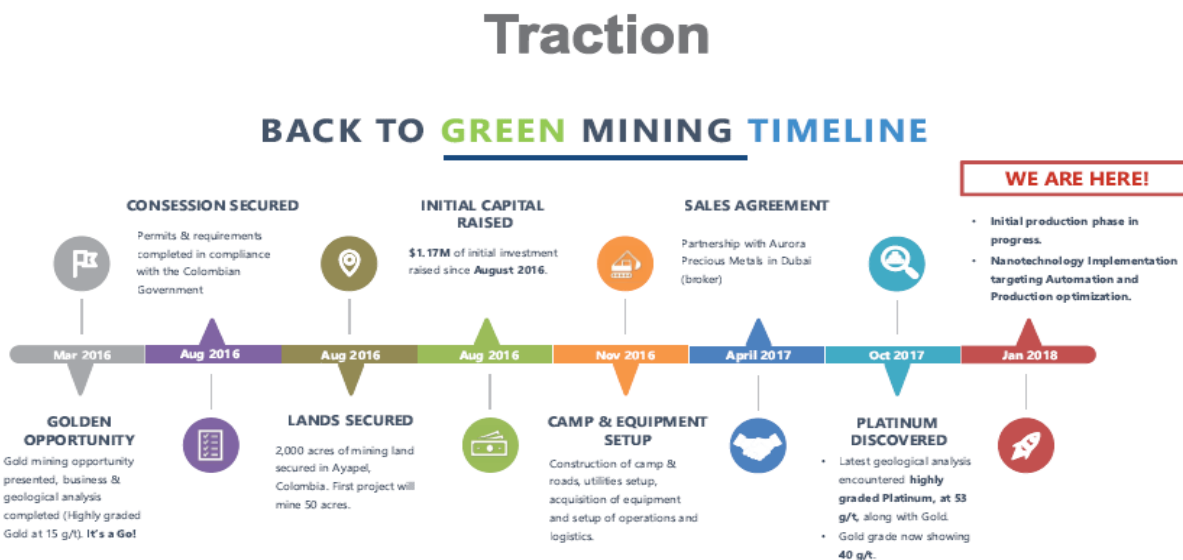 Traction
BACK TO GREEN MINING TIMELINE
WE ARE HERE!
CONSESSION SECURED
Permits & requirements
completed in compliance
with the Colombian
Government
INITIAL CAPITAL
RAISED
$1.17M of initial investment
raised since August 2016.
SALES AGREEMENT
Partnership with Aurora
Precious Metals in Dubai
(broker)
• Initial production phase in
progress.
• Nanotechnology Implementation
targeting Automation and
Production optimization.
Mar 2016
Aug 2016
Aug 2016
Aug 2016
Nov 2016
April 2017
Oct 2017
Jan 2018
GOLDEN
OPPORTUNITY
Gold mining opportunity
presented, business &
geological analysis
completed (Highly graded
Gold at 15 g/t). It's a Go!
LANDS SECURED
2,000 acres of mining land
secured in Ayapel,
Colombia. First project will
mine 50 acres.
CAMP & EQUIPMENT
SETUP
Construction of camp &
roads, utilities setup,
acquisition of equipment
and setup of operations and
logistics.
PLATINUM
DISCOVERED
• Latest geological analysis
encountered highly
graded Platinum, at 53
g/t, along with Gold.
• Gold grade now showing
40 g/t.